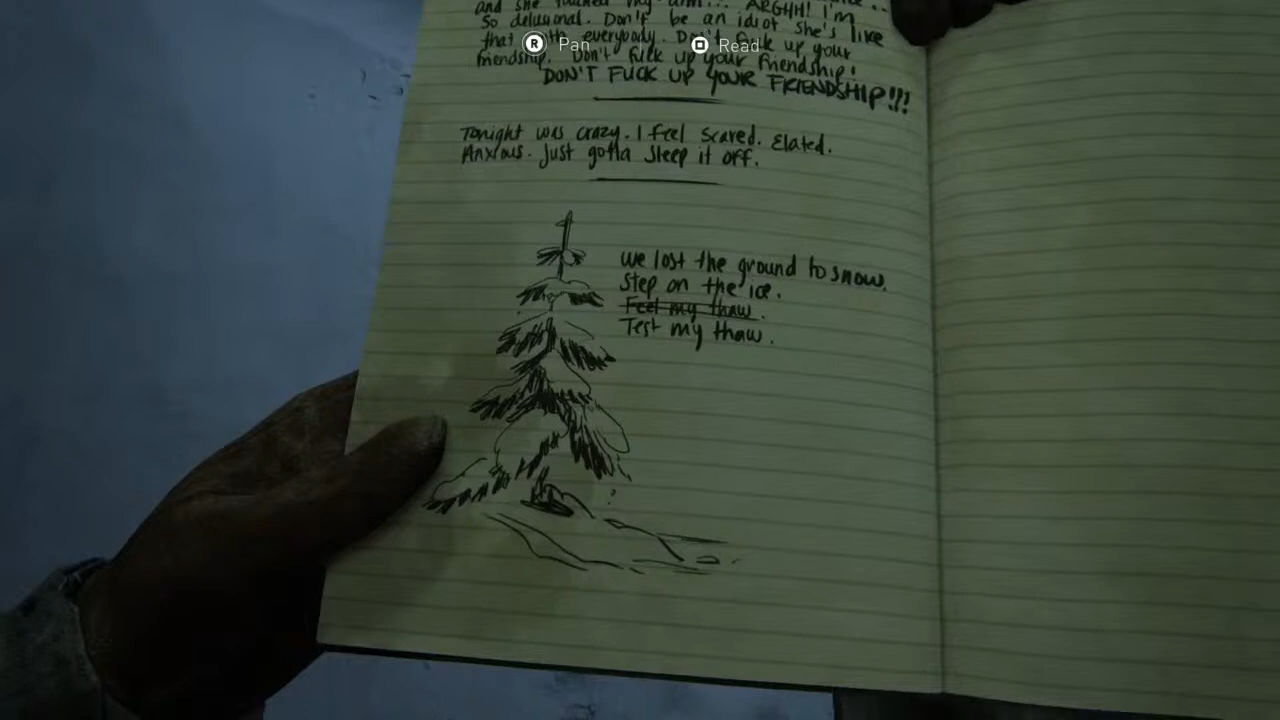 and she touched my arm... ARGHH! I'm
so delusional. Don't be an idiot she's like
that with everybody. Don't fuck up your
friendship. Don't fuck up your friendship!
DON'T FUCK UP YOUR FRIENDSHIP!!!
R Pan
Read
Tonight was crazy. I feel scared. Elated.
Anxious. Just gotta sleep it off.
we lost the ground to snow.
Step on the ice.
Feel my thaw.
Test my thaw.